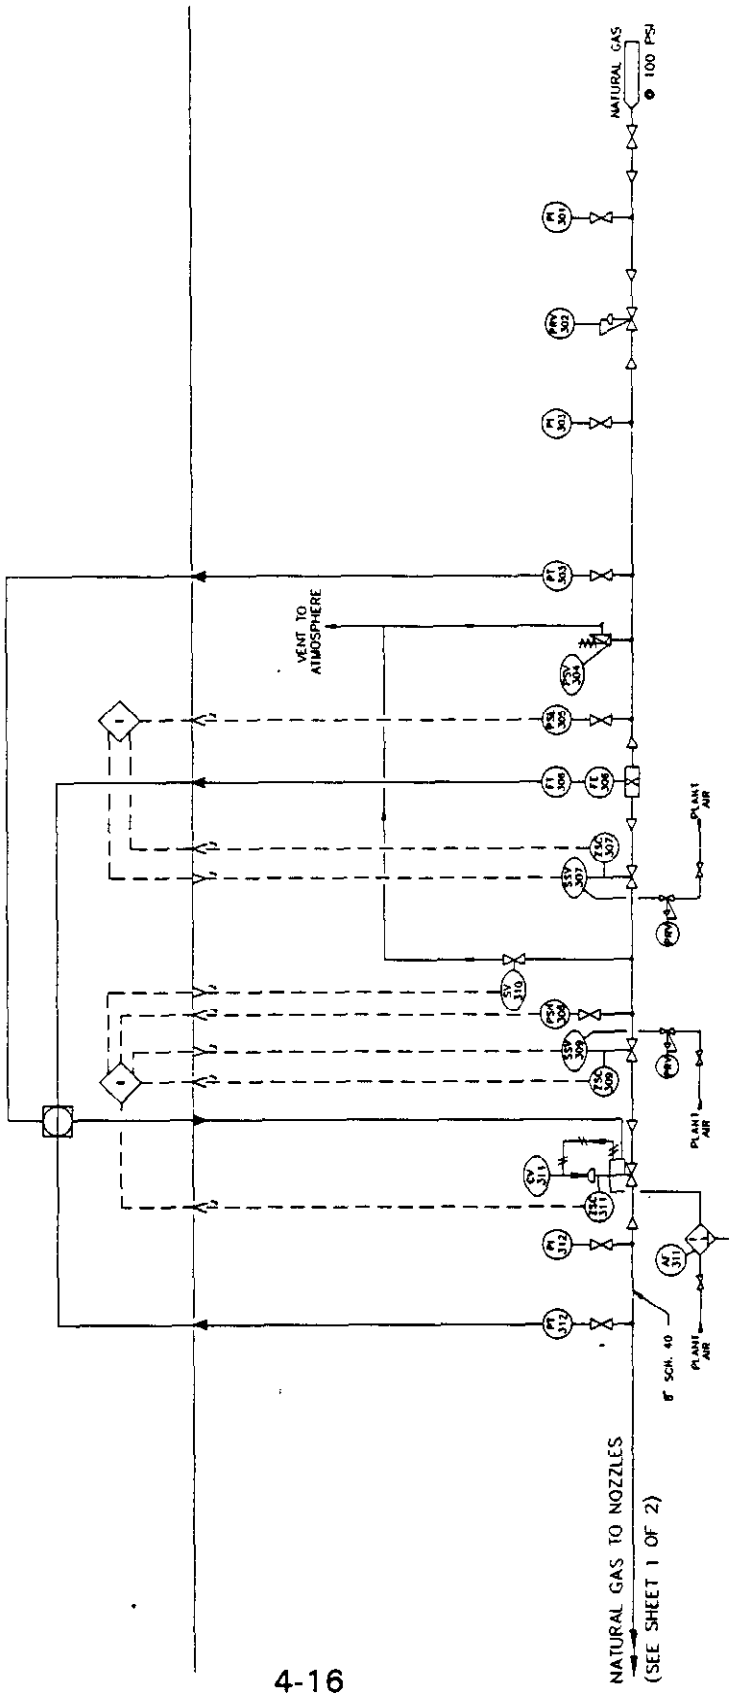 NATURAL GAS
@ 100 PSI
PI
301
PRV
302
PI
303
PT
303
VENT TO
ATMOSPHERE
PSV
304
PSL
305
FT
306
FE
306
ZSC
307
SSV
307
PLANT
AIR
PRV
SV
310
PSH
308
SSV
309
ZSC
309
PRV
PLANT
AIR
CV
311
ZSC
311
PI
312
AF
311
PT
312
8" SCH. 40
PLANT
AIR
NATURAL GAS TO NOZZLES
(SEE SHEET 1 OF 2)
4-16